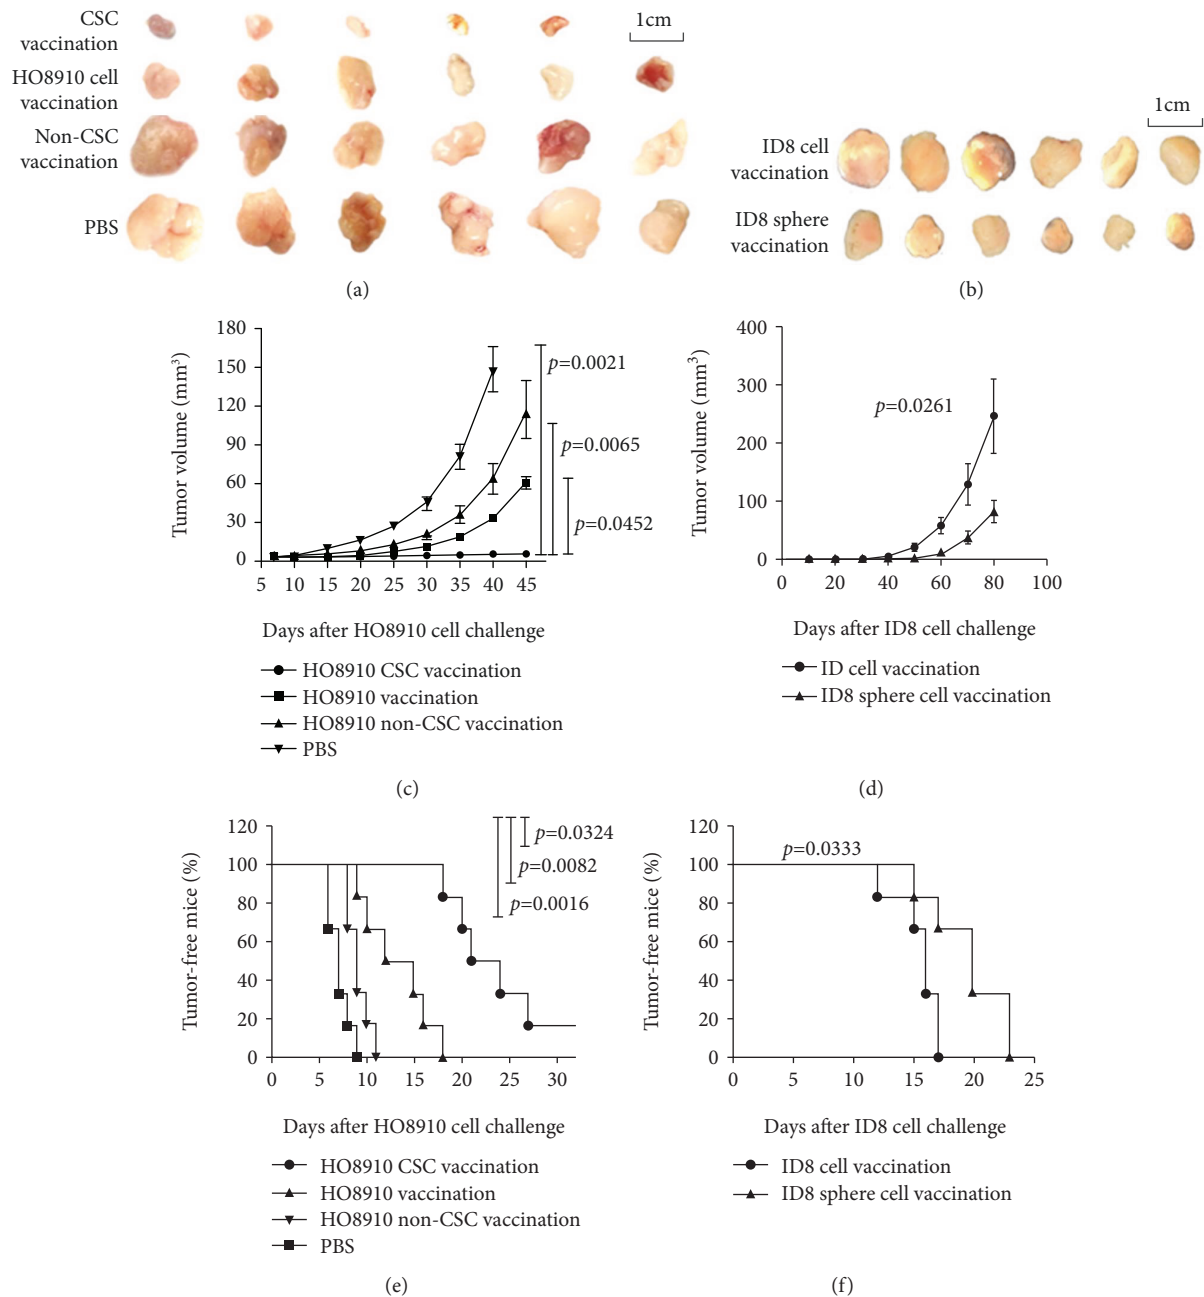 CSC
vaccination
HO8910 cell
vaccination
Non-CSC
vaccination
PBS
1cm
(a)
1cm
ID8 cell
vaccination
ID8 sphere
vaccination
(b)
Tumor volume (mm³)
180
150
120
90
60
30
0
5 10 15 20 25 30 35 40 45
p=0.0021
p=0.0065
p=0.0452
Days after HO8910 cell challenge
HO8910 CSC vaccination
HO8910 vaccination
HO8910 non-CSC vaccination
PBS
(c)
Tumor volume (mm³)
400
300
200
100
0
0 20 40 60 80 100
p=0.0261
Days after ID8 cell challenge
ID cell vaccination
ID8 sphere cell vaccination
(d)
Tumor-free mice (%)
120
100
80
60
40
20
0
0 5 10 15 20 25 30
p=0.0324
p=0.0082
p=0.0016
Days after HO8910 cell challenge
HO8910 CSC vaccination
HO8910 vaccination
HO8910 non-CSC vaccination
PBS
(e)
Tumor-free mice (%)
120
100
80
60
40
20
0
0 5 10 15 20 25
p=0.0333
Days after ID8 cell challenge
ID8 cell vaccination
ID8 sphere cell vaccination
(f)